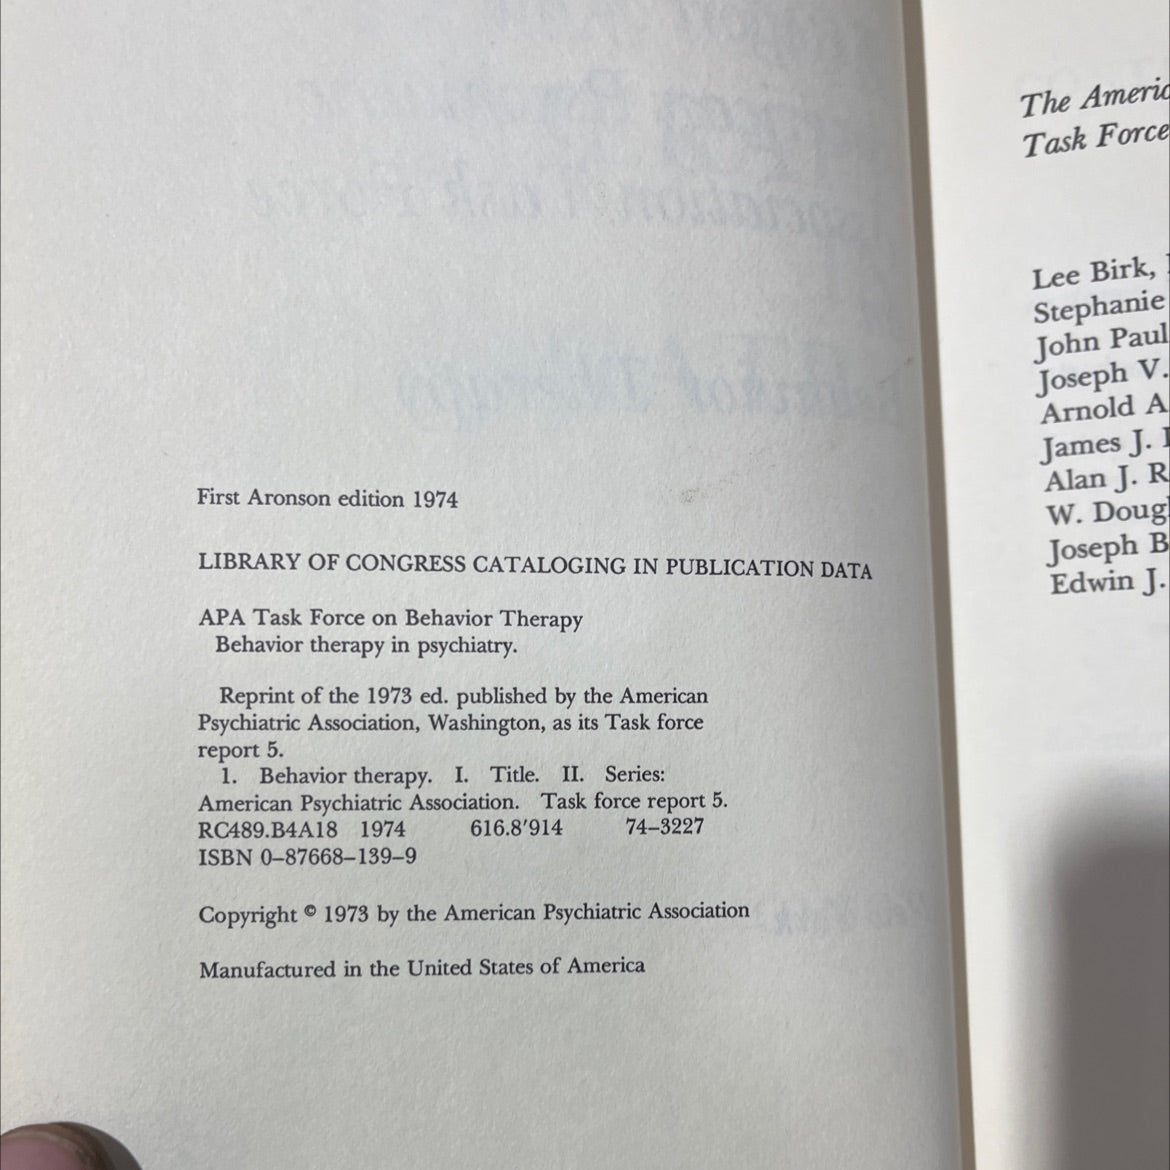 First Aronson edition 1974
LIBRARY OF CONGRESS CATALOGING IN PUBLICATION DATA
APA Task Force on Behavior Therapy
Behavior therapy in psychiatry.
Reprint of the 1973 ed. published by the American
Psychiatric Association, Washington, as its Task force
report 5.
1. Behavior therapy. I. Title. II. Series:
American Psychiatric Association. Task force report 5.
RC489.B4A18 1974 616.8'914 74–3227
ISBN 0–87668–139–9
Copyright © 1973 by the American Psychiatric Association
Manufactured in the United States of America
The Americ
Task Force
Lee Birk,
Stephanie
John Paul
Joseph V.
Arnold A
James J.
Alan J. R
W. Doug
Joseph B
Edwin J.